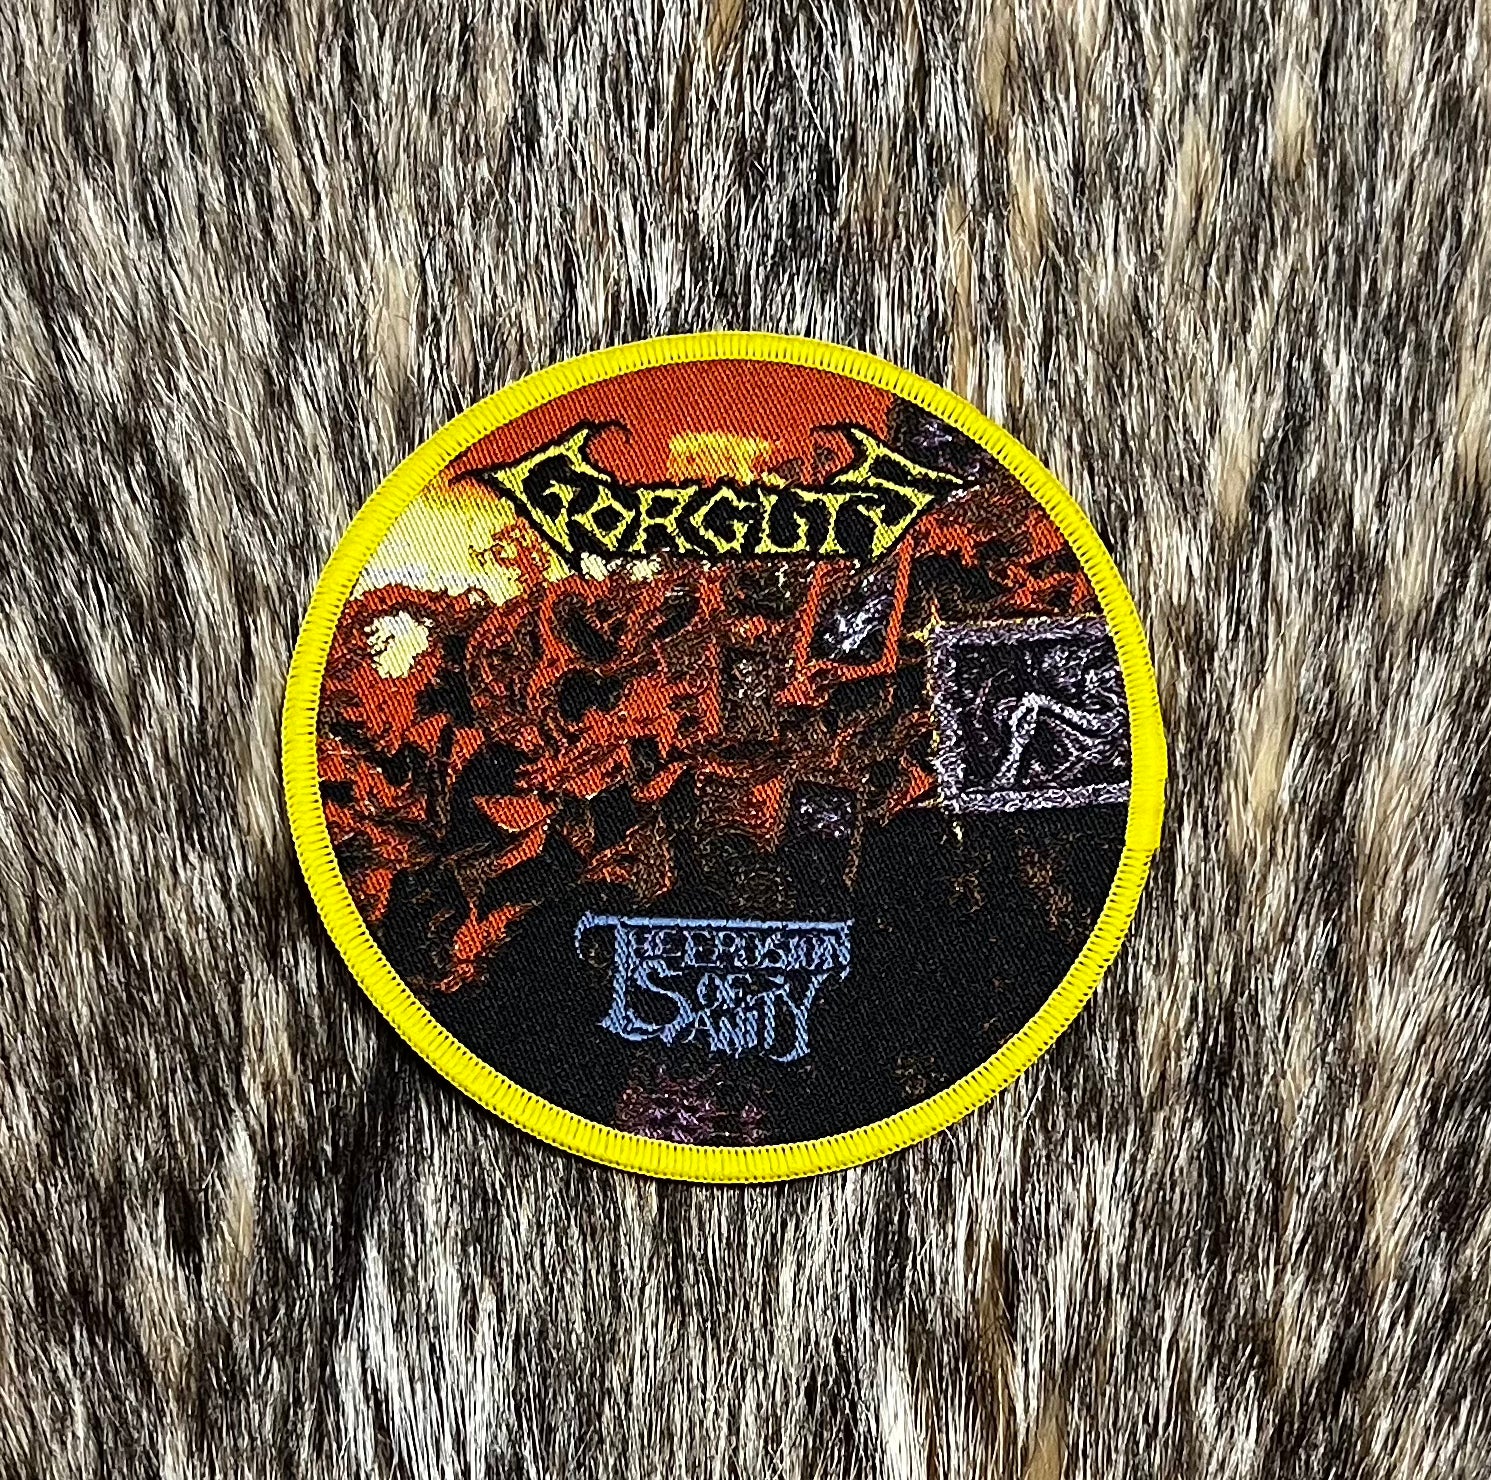 GORGUTS
THE EROSION
OF
SANITY